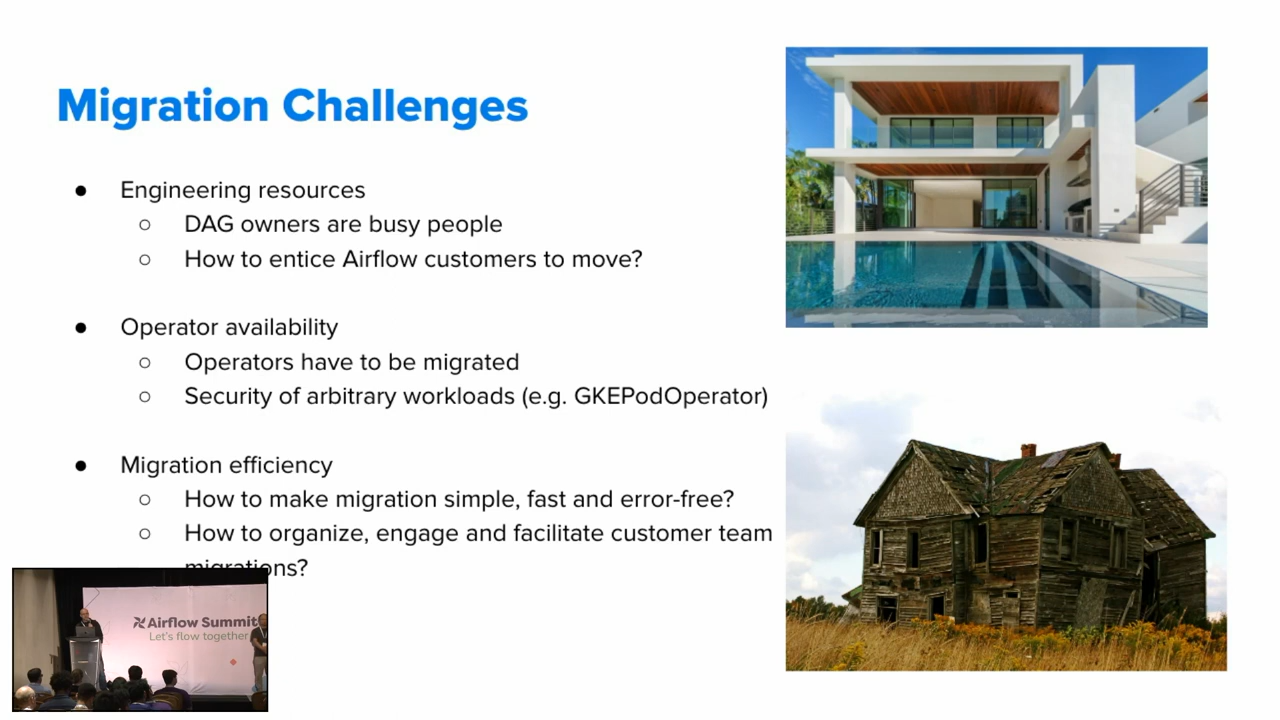 Migration Challenges
● Engineering resources
○ DAG owners are busy people
○ How to entice Airflow customers to move?
● Operator availability
○ Operators have to be migrated
○ Security of arbitrary workloads (e.g. GKEPodOperator)
● Migration efficiency
○ How to make migration simple, fast and error-free?
○ How to organize, engage and facilitate customer team
migrations?
Airflow Summit
Let's flow together